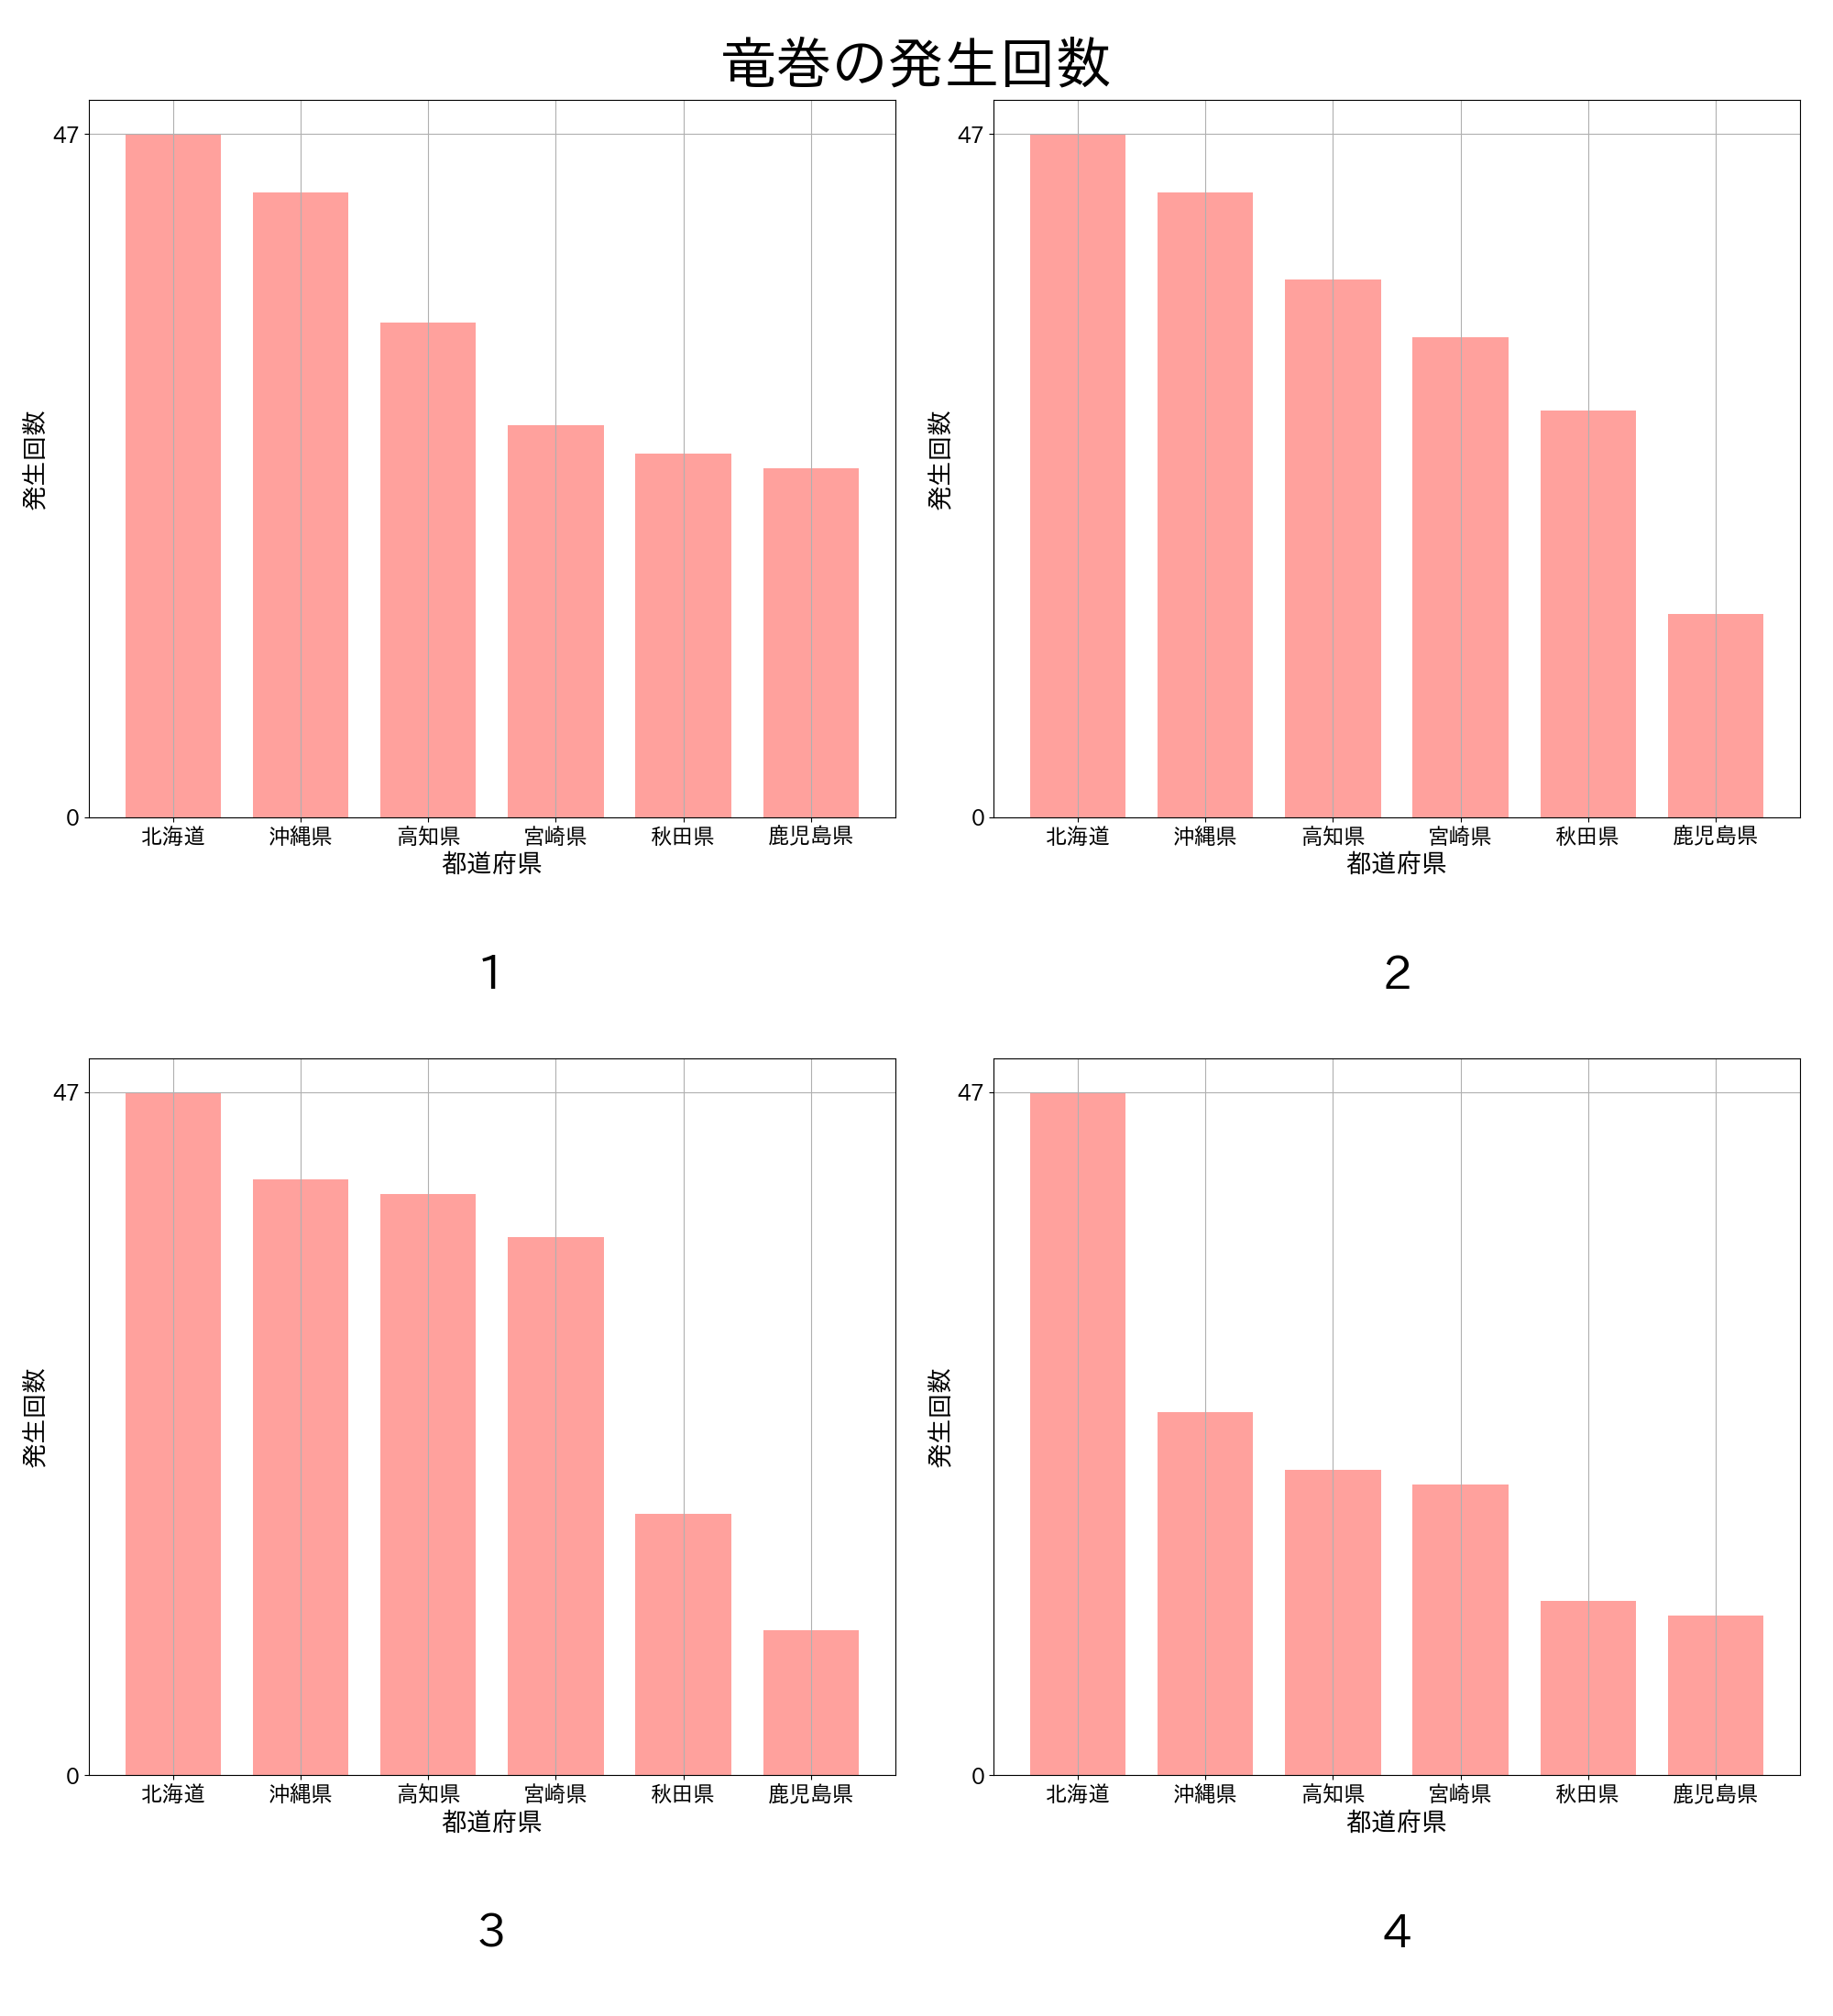 竜巻の発生回数
47
0
発生回数
北海道 沖縄県 高知県 宮崎県 秋田県 鹿児島県
都道府県
1
47
0
発生回数
北海道 沖縄県 高知県 宮崎県 秋田県 鹿児島県
都道府県
2
47
0
発生回数
北海道 沖縄県 高知県 宮崎県 秋田県 鹿児島県
都道府県
3
47
0
発生回数
北海道 沖縄県 高知県 宮崎県 秋田県 鹿児島県
都道府県
4